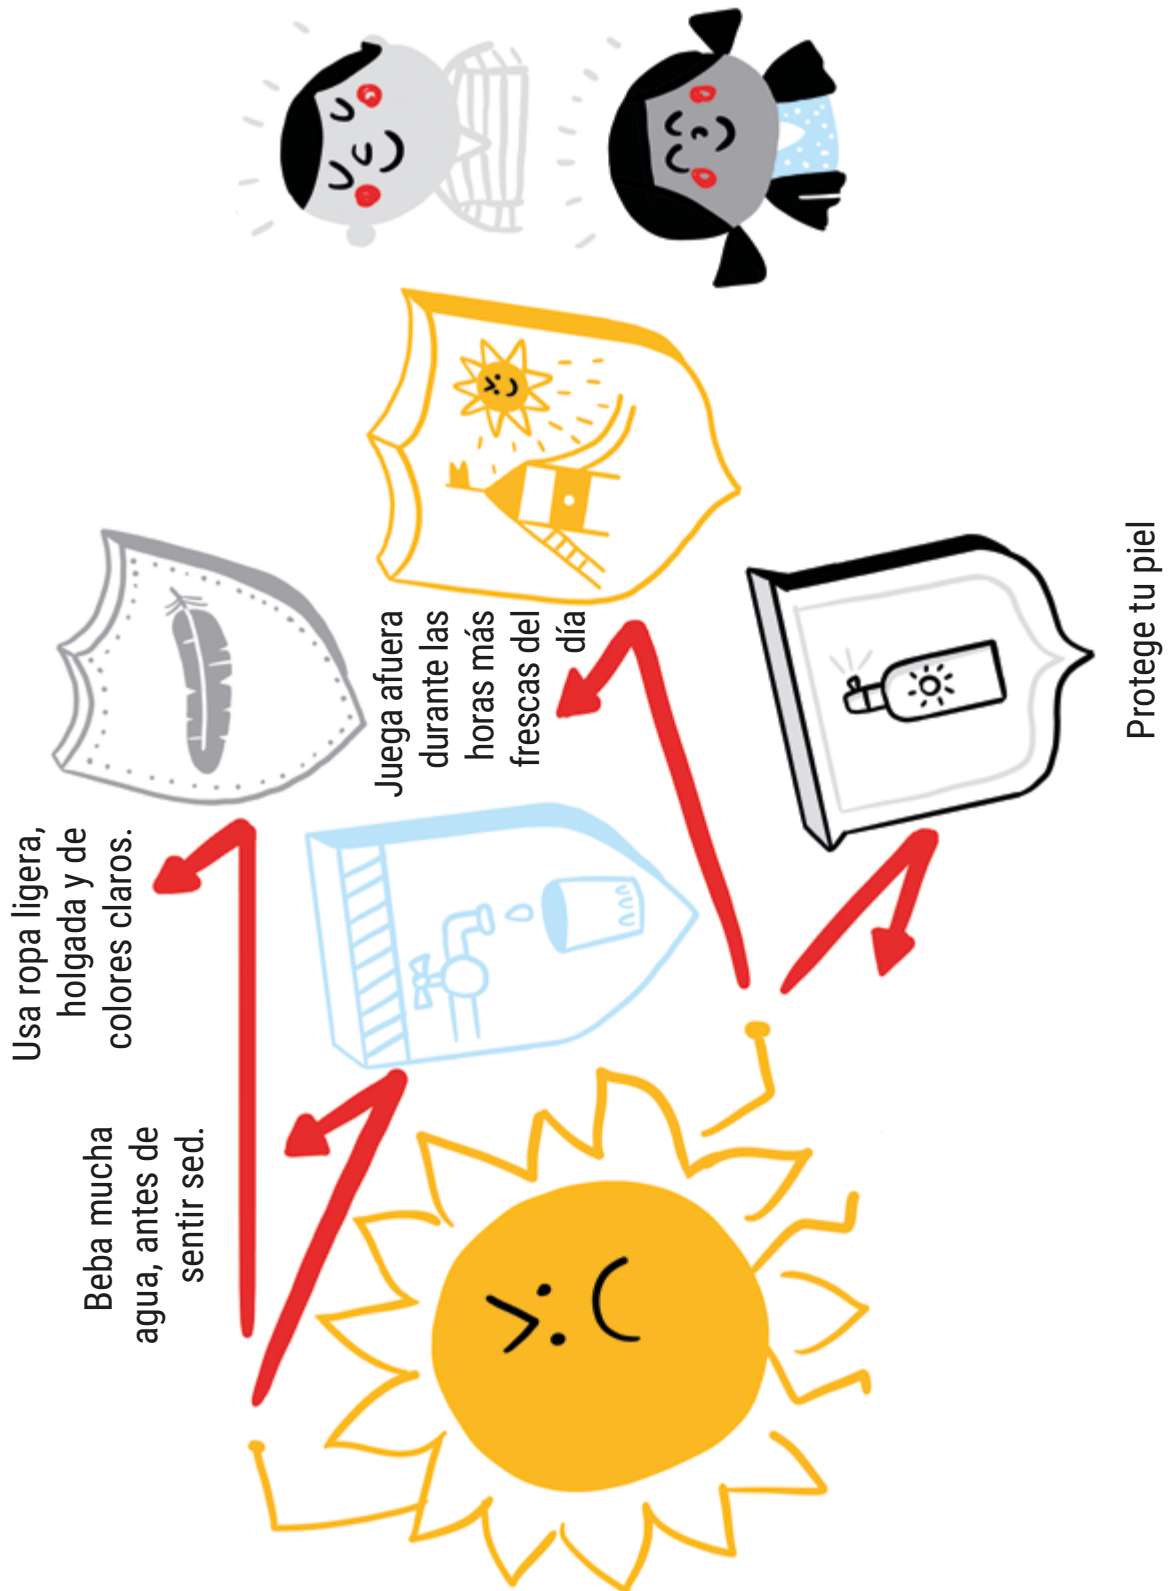 Beba mucha
agua, antes de
sentir sed.
Usa ropa ligera,
holgada y de
colores claros.
Juega afuera
durante las
horas más
frescas del
día
Protege tu piel